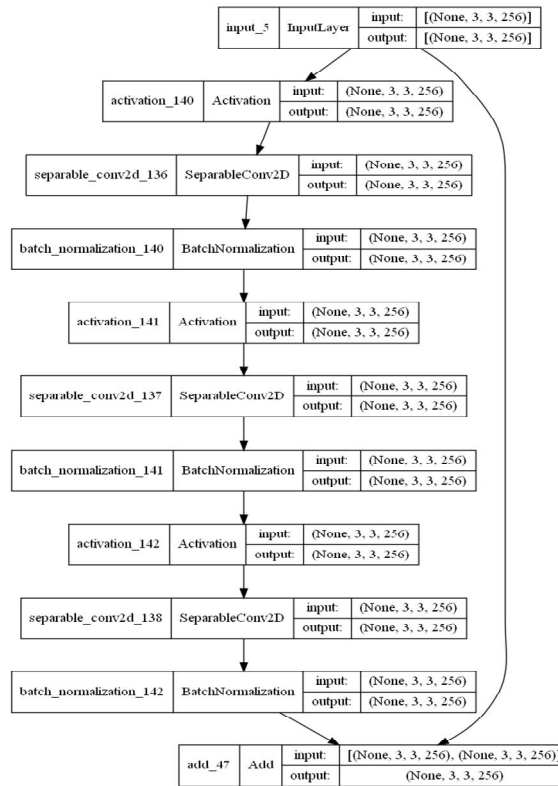 input_5 InputLayer input: [(None, 3, 3, 256)]
output: [(None, 3, 3, 256)]
activation_140 Activation input: (None, 3, 3, 256)
output: (None, 3, 3, 256)
separable_conv2d_136 SeparableConv2D input: (None, 3, 3, 256)
output: (None, 3, 3, 256)
batch_normalization_140 BatchNormalization input: (None, 3, 3, 256)
output: (None, 3, 3, 256)
activation_141 Activation input: (None, 3, 3, 256)
output: (None, 3, 3, 256)
separable_conv2d_137 SeparableConv2D input: (None, 3, 3, 256)
output: (None, 3, 3, 256)
batch_normalization_141 BatchNormalization input: (None, 3, 3, 256)
output: (None, 3, 3, 256)
activation_142 Activation input: (None, 3, 3, 256)
output: (None, 3, 3, 256)
separable_conv2d_138 SeparableConv2D input: (None, 3, 3, 256)
output: (None, 3, 3, 256)
batch_normalization_142 BatchNormalization input: (None, 3, 3, 256)
output: (None, 3, 3, 256)
add_47 Add input: [(None, 3, 3, 256), (None, 3, 3, 256)]
output: (None, 3, 3, 256)